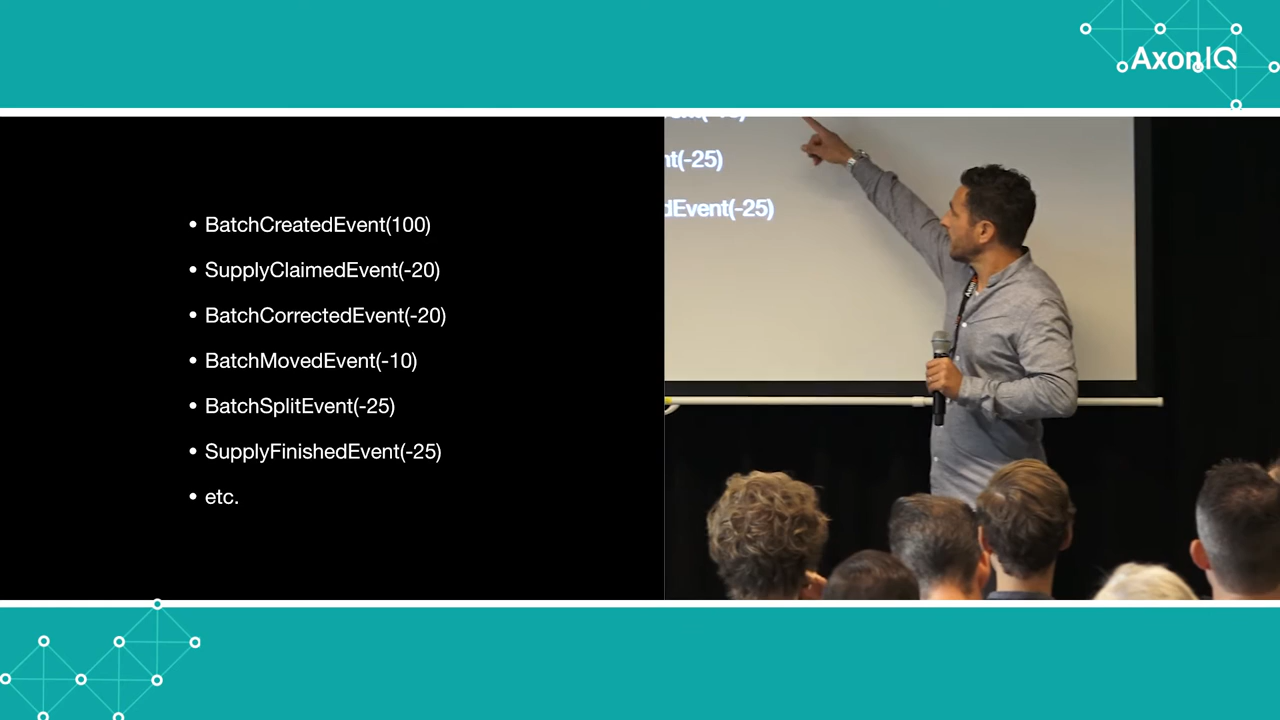 AxonIQ
• BatchCreatedEvent(100)
• SupplyClaimedEvent(-20)
• BatchCorrectedEvent(-20)
• BatchMovedEvent(-10)
• BatchSplitEvent(-25)
• SupplyFinishedEvent(-25)
• etc.
nt(-25)
dEvent(-25)